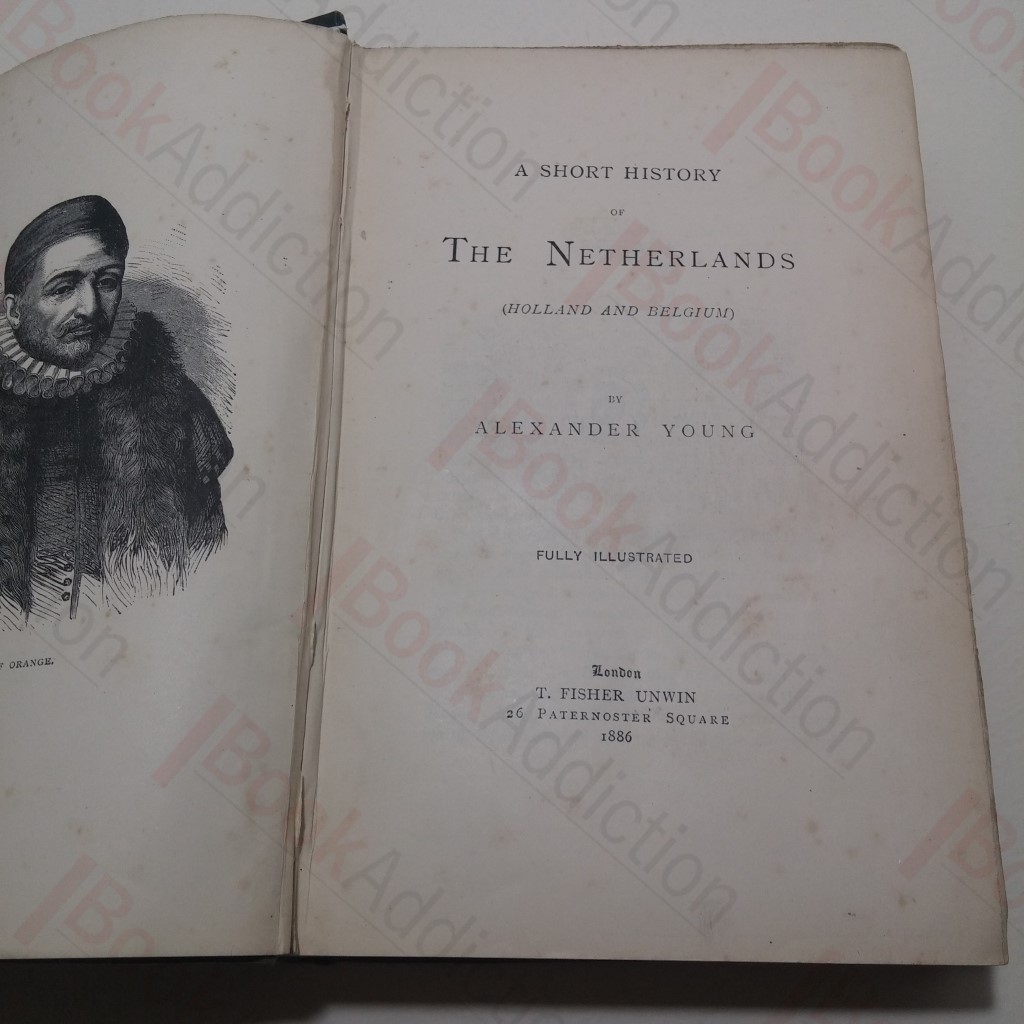 ORANGE.
A SHORT HISTORY
OF
THE NETHERLANDS
(HOLLAND AND BELGIUM)
BY
ALEXANDER YOUNG
FULLY ILLUSTRATED
London
T. FISHER UNWIN
26 PATERNOSTER SQUARE
1886
BookAddiction